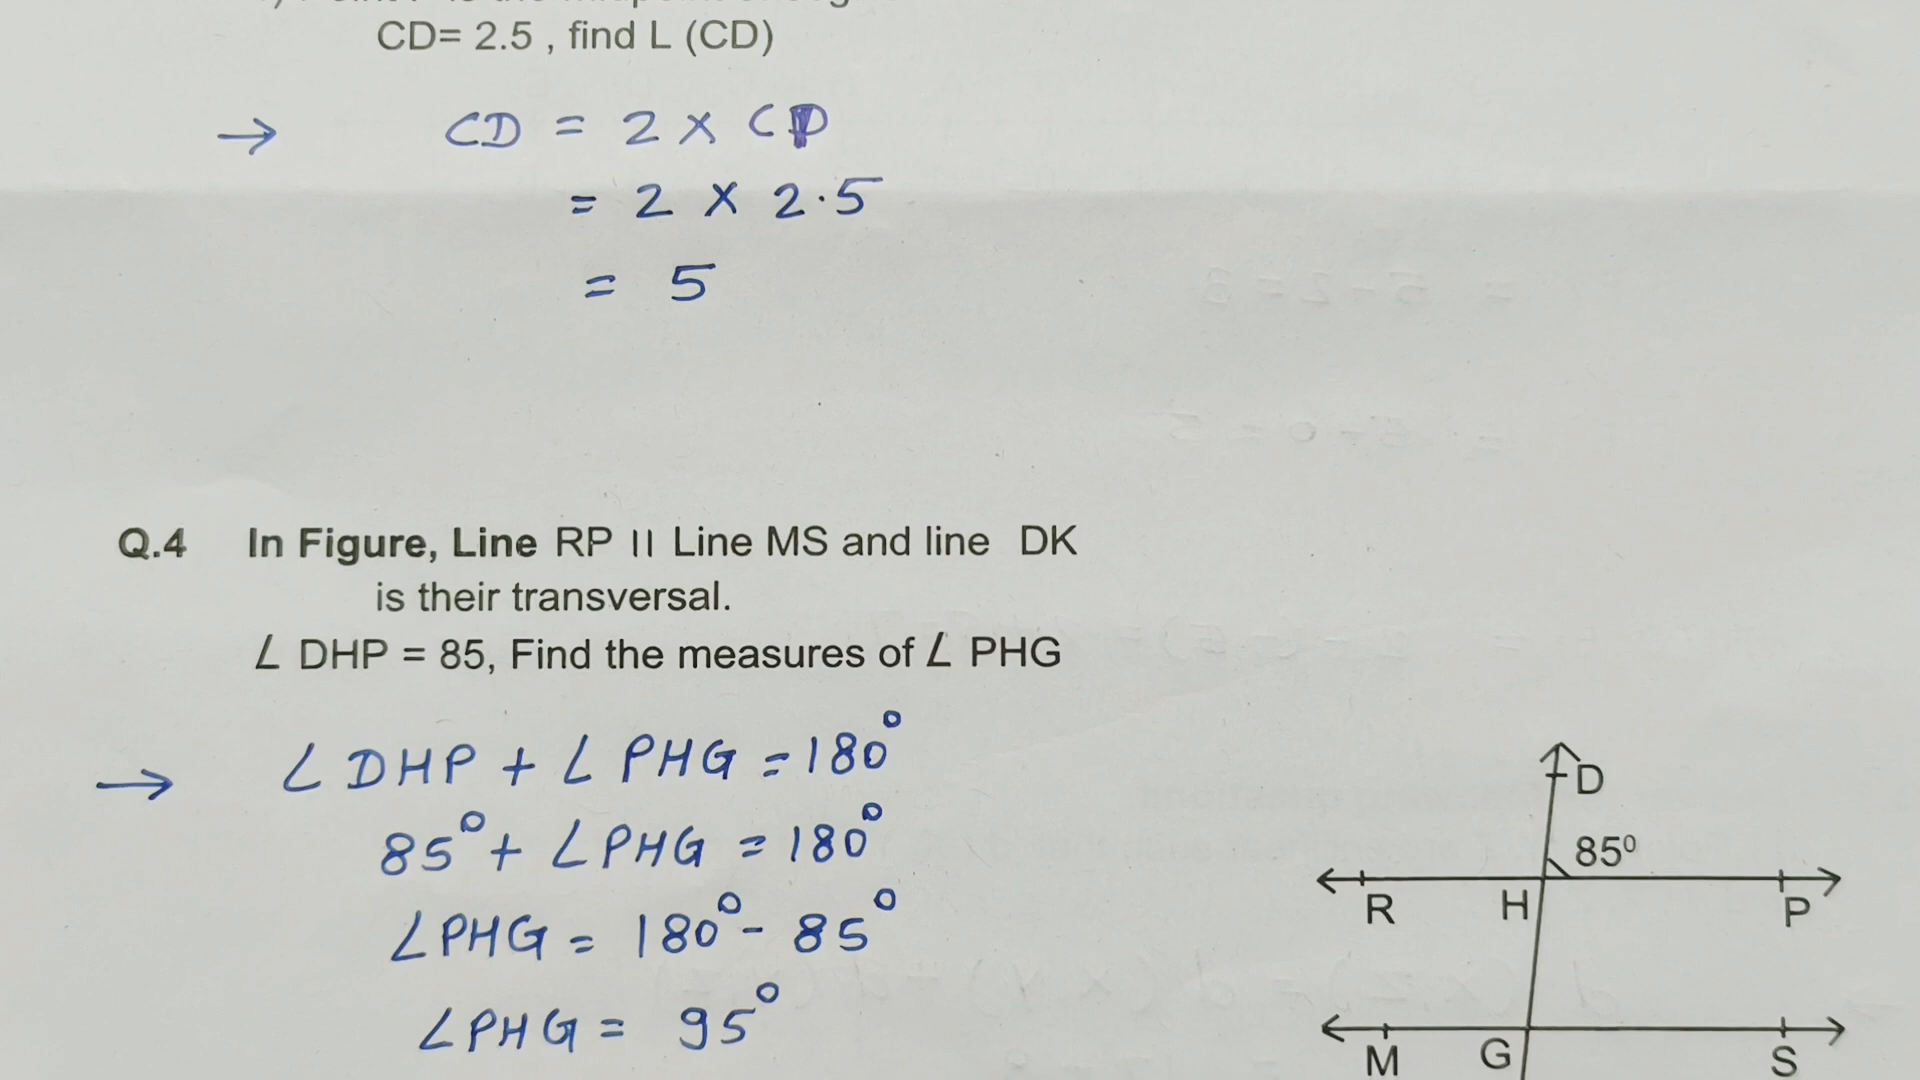 CD= 2.5 , find L (CD)
→ CD = 2 × CP
= 2 × 2.5
= 5
Q.4 In Figure, Line RP || Line MS and line DK
is their transversal.
∠ DHP = 85, Find the measures of ∠ PHG
→ ∠ DHP + ∠ PHG = 180°
85° + ∠PHG = 180°
∠PHG = 180° - 85°
∠PHG = 95°
D
85⁰
R H P
M G S